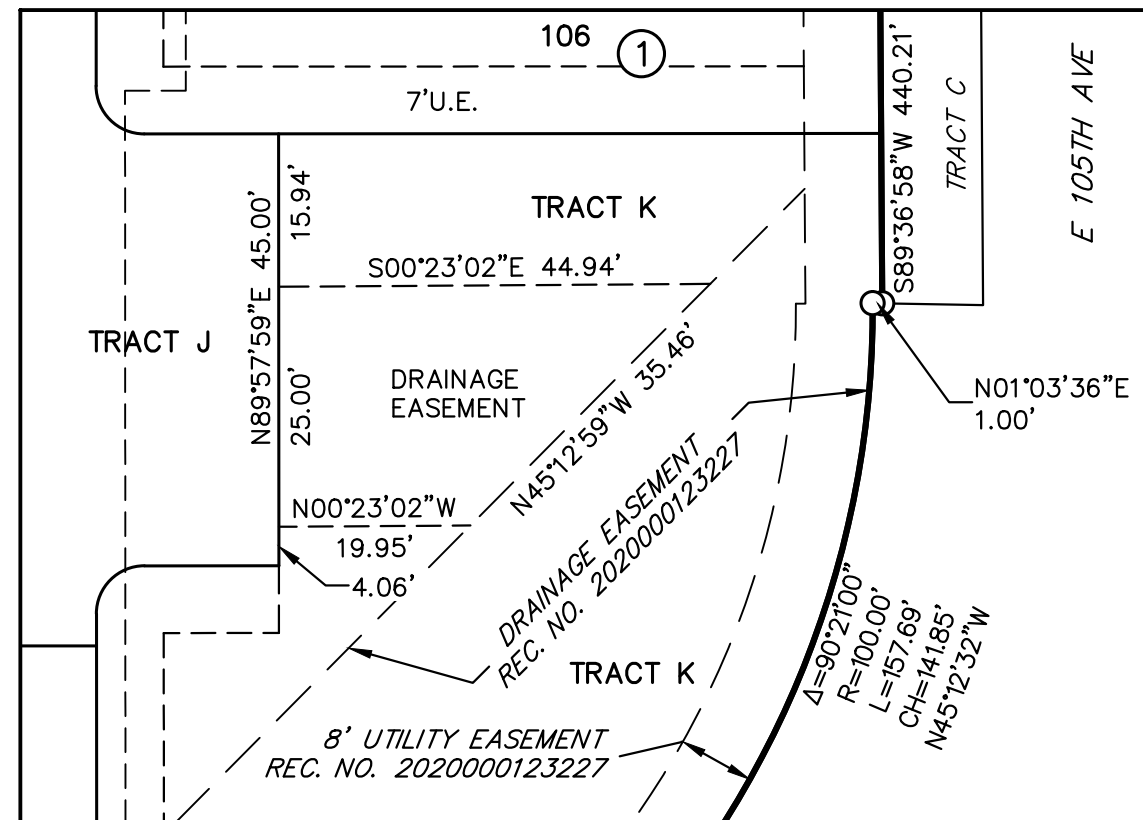 106
1
7'U.E.
S89°36'58"W 440.21'
TRACT C
E 105TH AVE
N89°57'59"E 45.00'
15.94'
TRACT K
S00°23'02"E 44.94'
TRACT J
DRAINAGE
EASEMENT
25.00'
N45°12'59"W 35.46'
N01°03'36"E
1.00'
N00°23'02"W
19.95'
4.06'
DRAINAGE EASEMENT
REC. NO. 2020000123227
TRACT K
Δ=90°21'00"
R=100.00'
L=157.69'
CH=141.85'
N45°12'32"W
8' UTILITY EASEMENT
REC. NO. 2020000123227